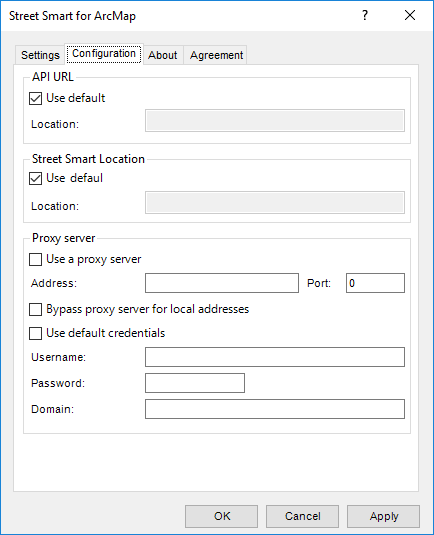 Street Smart for ArcMap ?
Settings Configuration About Agreement
API URL
Use default
Location:
Street Smart Location
Use defaul
Location:
Proxy server
Use a proxy server
Address: Port: 0
Bypass proxy server for local addresses
Use default credentials
Username:
Password:
Domain:
OK Cancel Apply